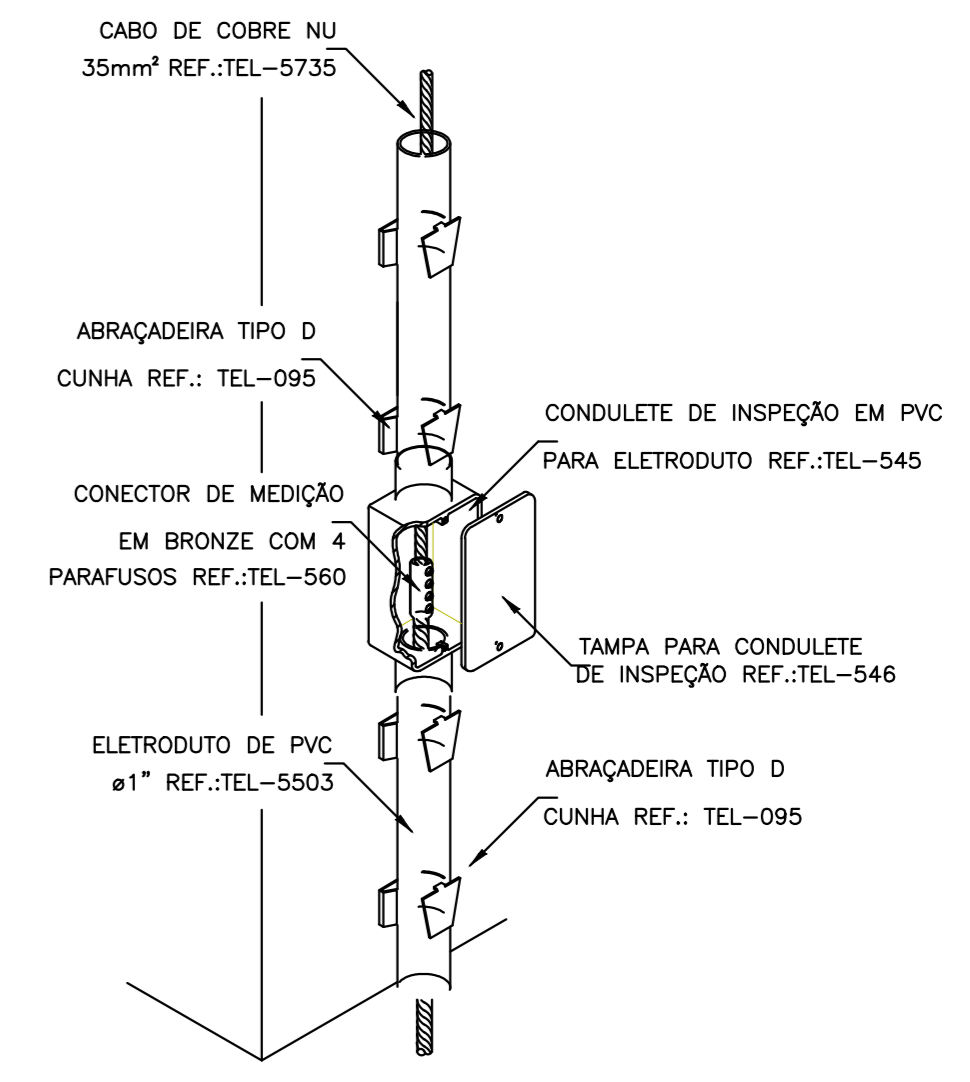 CABO DE COBRE NU
35mm² REF.:TEL-5735
ABRAÇADEIRA TIPO D
CUNHA REF.: TEL-095
CONDULETE DE INSPEÇÃO EM PVC
PARA ELETRODUTO REF.:TEL-545
CONECTOR DE MEDIÇÃO
EM BRONZE COM 4
PARAFUSOS REF.:TEL-560
TAMPA PARA CONDULETE
DE INSPEÇÃO REF.:TEL-546
ELETRODUTO DE PVC
ø1" REF.:TEL-5503
ABRAÇADEIRA TIPO D
CUNHA REF.: TEL-095